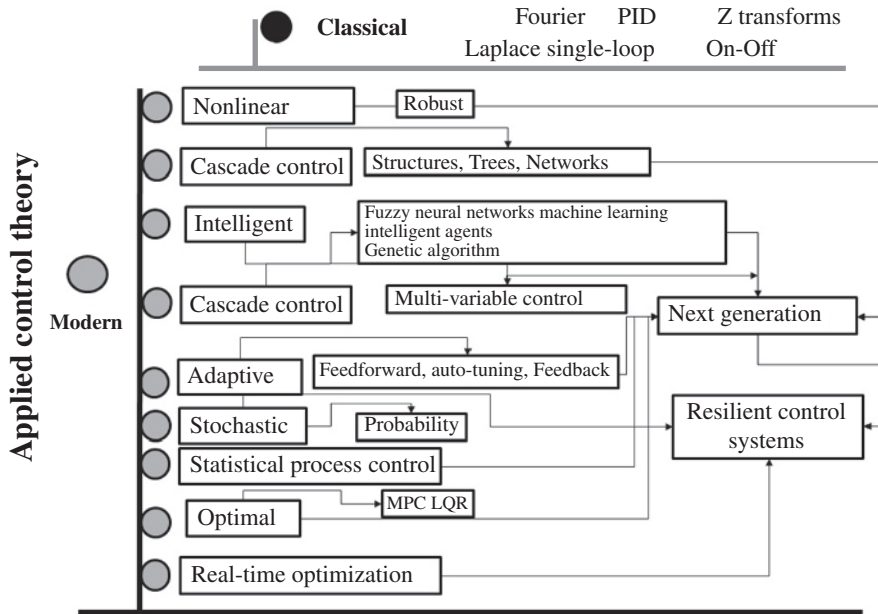 Classical
Fourier PID Z transforms
Laplace single-loop On-Off
Applied control theory
Modern
Nonlinear
Robust
Cascade control
Structures, Trees, Networks
Intelligent
Fuzzy neural networks machine learning
intelligent agents
Genetic algorithm
Cascade control
Multi-variable control
Next generation
Adaptive
Feedforward, auto-tuning, Feedback
Stochastic
Probability
Resilient control
systems
Statistical process control
Optimal
MPC LQR
Real-time optimization